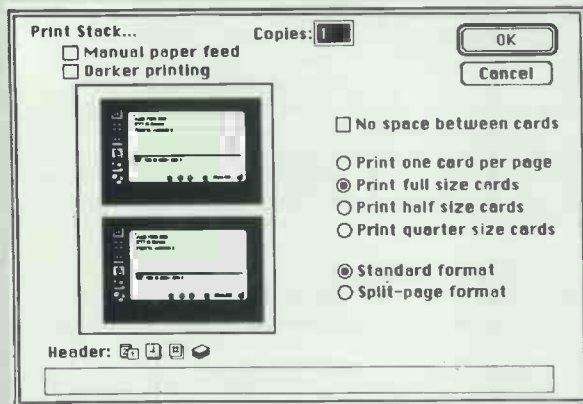 Print Stack...
Copies: 1
OK
Manual paper feed
Darker printing
Cancel
No space between cards
Print one card per page
Print full size cards
Print half size cards
Print quarter size cards
Standard format
Split-page format
Header: